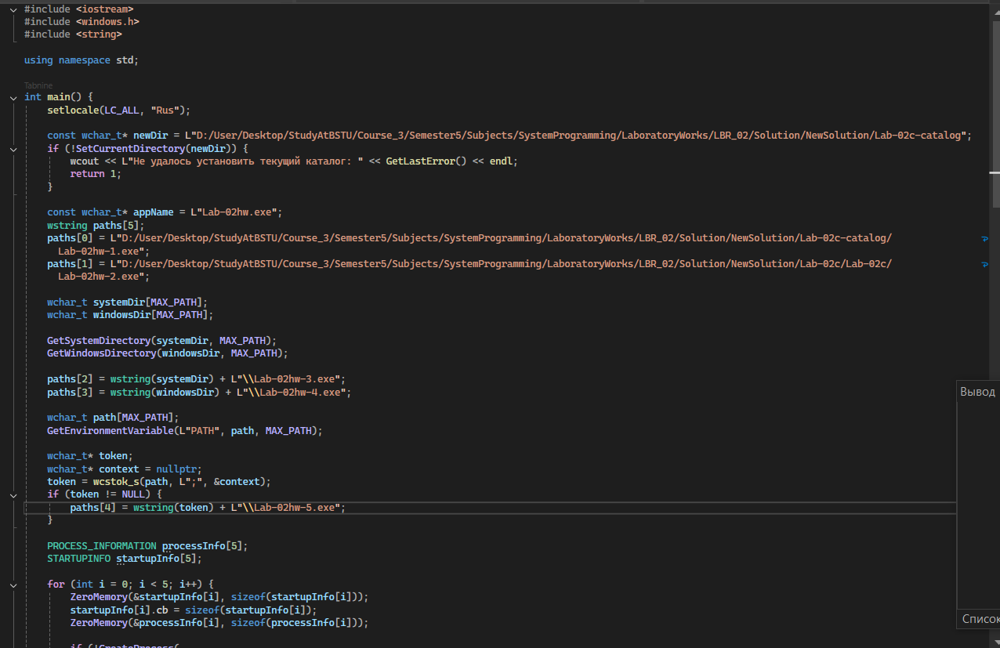 #include <iostream>
#include <windows.h>
#include <string>
using namespace std;
Tabnine
int main() {
setlocale(LC_ALL, "Rus");
const wchar_t* newDir = L"D:/User/Desktop/StudyAtBSTU/Course_3/Semester5/Subjects/SystemProgramming/LaboratoryWorks/LBR_02/Solution/NewSolution/Lab-02c-catalog";
if (!SetCurrentDirectory(newDir)) {
wcout << L"Не удалось установить текущий каталог: " << GetLastError() << endl;
return 1;
}
const wchar_t* appName = L"Lab-02hw.exe";
wstring paths[5];
paths[0] = L"D:/User/Desktop/StudyAtBSTU/Course_3/Semester5/Subjects/SystemProgramming/LaboratoryWorks/LBR_02/Solution/NewSolution/Lab-02c-catalog/
Lab-02hw-1.exe";
paths[1] = L"D:/User/Desktop/StudyAtBSTU/Course_3/Semester5/Subjects/SystemProgramming/LaboratoryWorks/LBR_02/Solution/NewSolution/Lab-02c/Lab-02c/
Lab-02hw-2.exe";
wchar_t systemDir[MAX_PATH];
wchar_t windowsDir[MAX_PATH];
GetSystemDirectory(systemDir, MAX_PATH);
GetWindowsDirectory(windowsDir, MAX_PATH);
paths[2] = wstring(systemDir) + L"\\Lab-02hw-3.exe";
paths[3] = wstring(windowsDir) + L"\\Lab-02hw-4.exe";
Вывод
wchar_t path[MAX_PATH];
GetEnvironmentVariable(L"PATH", path, MAX_PATH);
wchar_t* token;
wchar_t* context = nullptr;
token = wcstok_s(path, L";", &context);
if (token != NULL) {
paths[4] = wstring(token) + L"\\Lab-02hw-5.exe";
}
PROCESS_INFORMATION processInfo[5];
STARTUPINFO startupInfo[5];
for (int i = 0; i < 5; i++) {
ZeroMemory(&startupInfo[i], sizeof(startupInfo[i]));
startupInfo[i].cb = sizeof(startupInfo[i]);
ZeroMemory(&processInfo[i], sizeof(processInfo[i]));
Список
if (!CreateProcess(